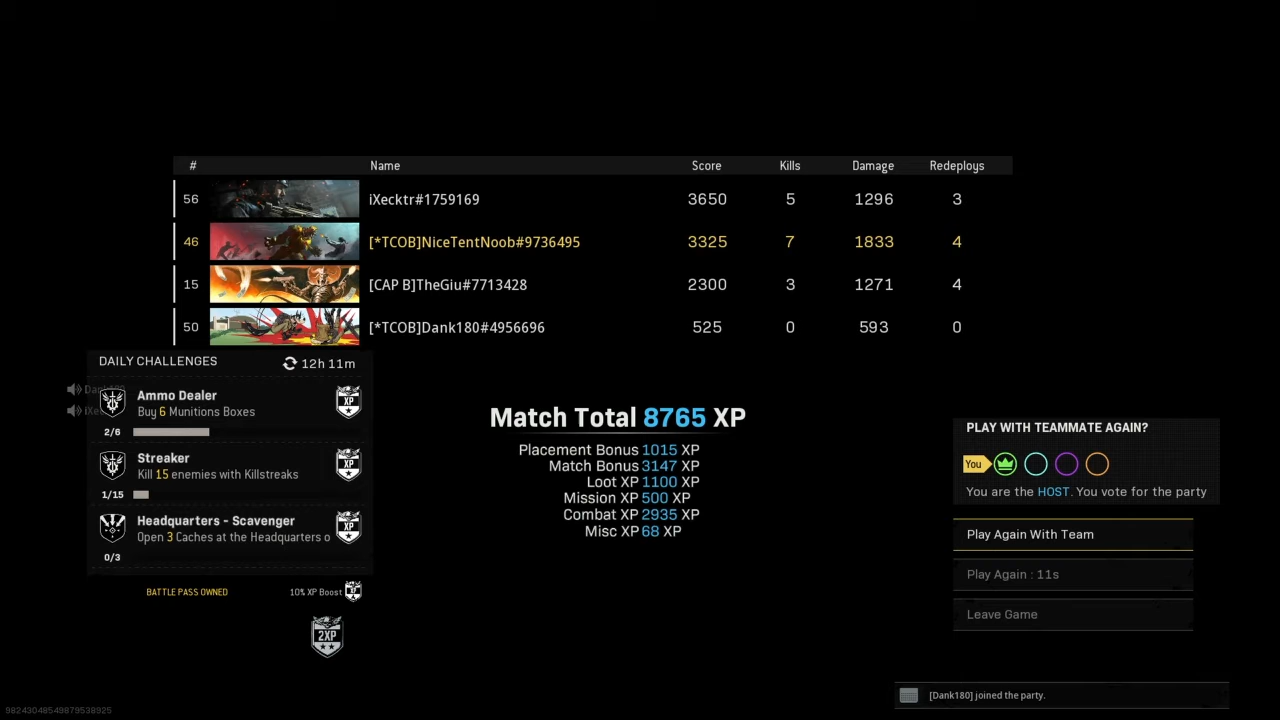 # Name Score Kills Damage Redeploys
56 iXecktr#1759169 3650 5 1296 3
46 [*TCOB]NiceTentNoob#9736495 3325 7 1833 4
15 [CAP B]TheGiu#7713428 2300 3 1271 4
50 [*TCOB]Dank180#4956696 525 0 593 0
DAILY CHALLENGES 12h 11m
Ammo Dealer
Buy 6 Munitions Boxes
XP
2/6
Streaker
Kill 15 enemies with Killstreaks
XP
1/15
Headquarters - Scavenger
Open 3 Caches at the Headquarters o
XP
0/3
BATTLE PASS OWNED 10% XP Boost
2XP
Match Total 8765 XP
Placement Bonus 1015 XP
Match Bonus 3147 XP
Loot XP 1100 XP
Mission XP 500 XP
Combat XP 2935 XP
Misc XP 68 XP
PLAY WITH TEAMMATE AGAIN?
You
You are the HOST. You vote for the party
Play Again With Team
Play Again : 11s
Leave Game
[Dank180] joined the party.
98243048549879538925